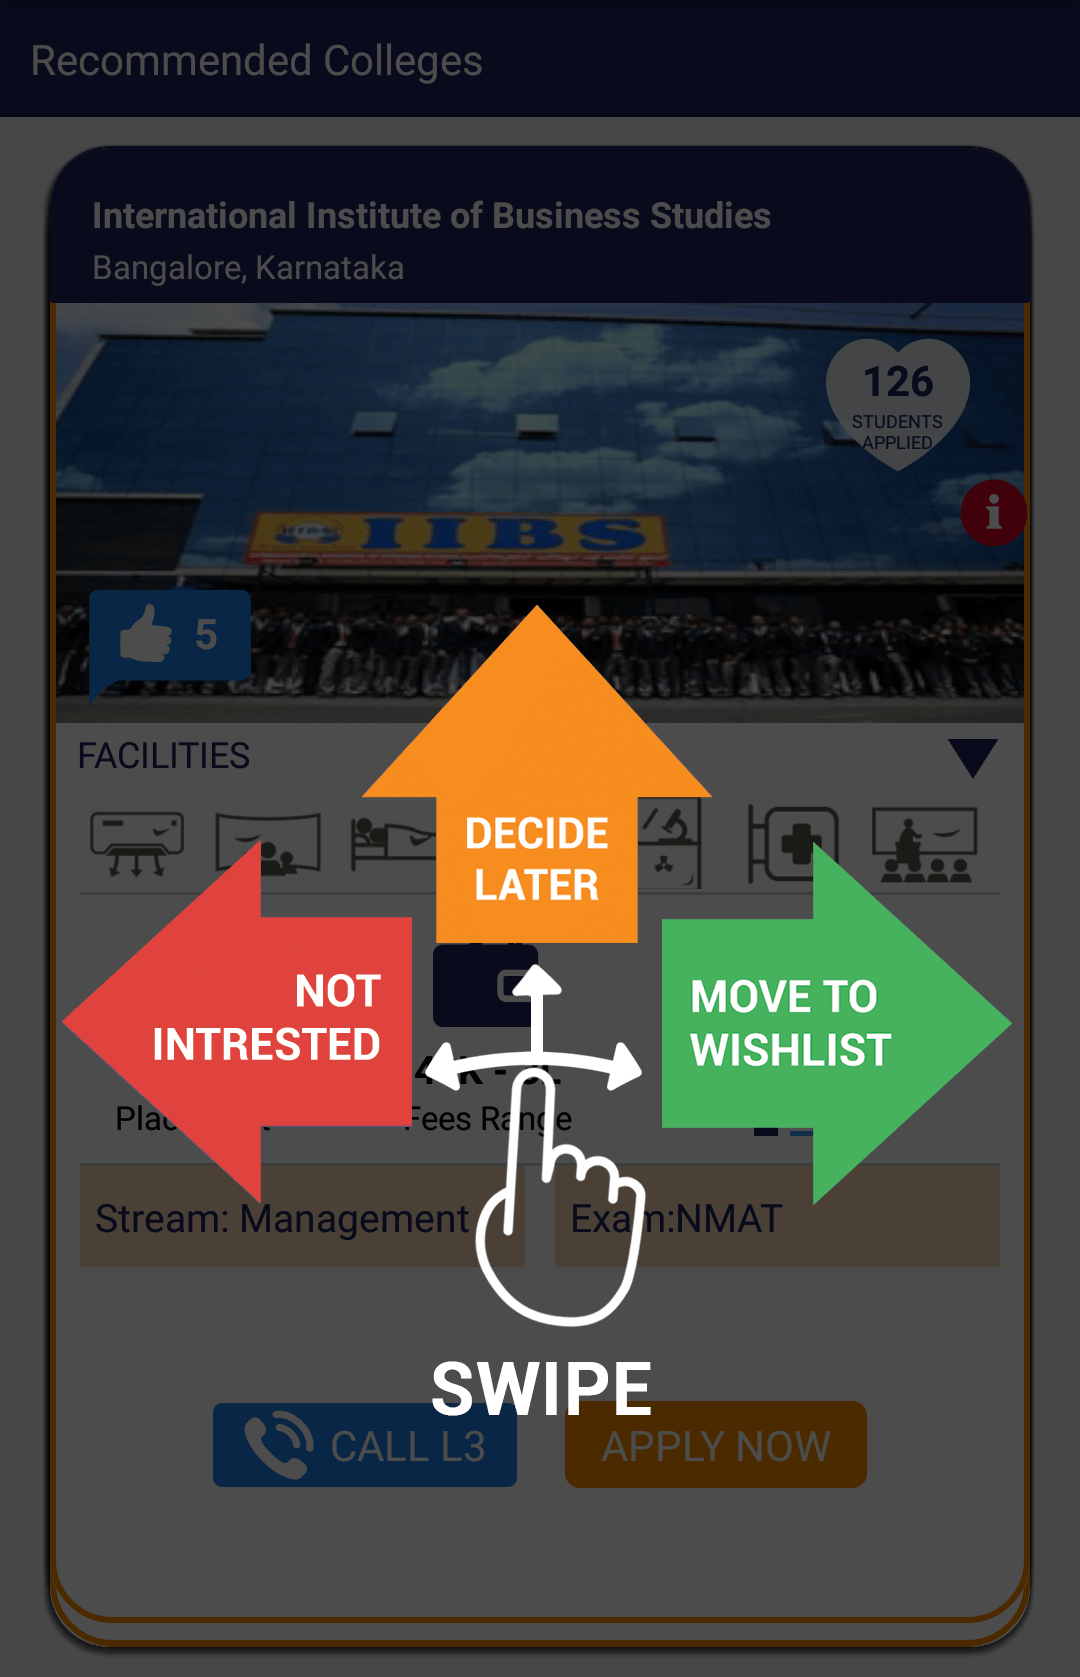 Recommended Colleges
International Institute of Business Studies
Bangalore, Karnataka
126
STUDENTS
APPLIED
i
IIBS
5
FACILITIES
DECIDE
LATER
NOT
INTRESTED
MOVE TO
WISHLIST
Fees Range
Stream: Management
Exam:NMAT
SWIPE
CALL L3
APPLY NOW